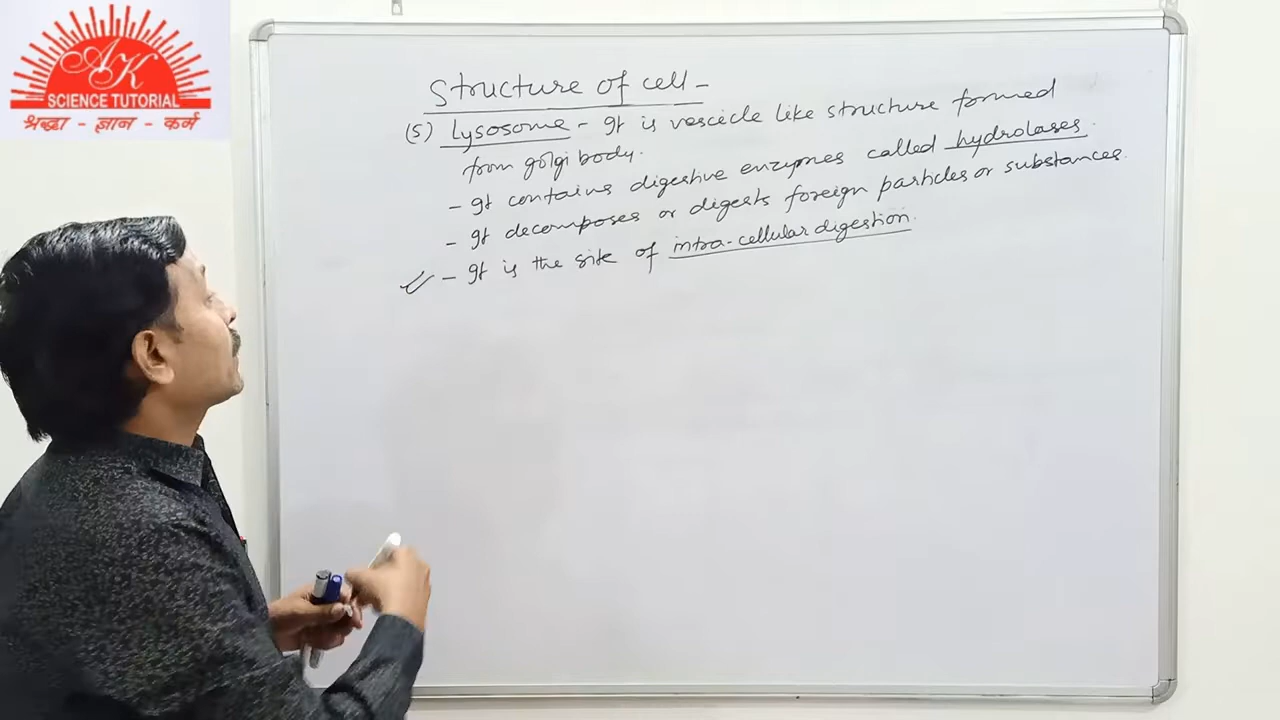 AK
SCIENCE TUTORIAL
श्रद्धा - ज्ञान - कर्म
Structure of cell -
(5) Lysosome - It is vescicle like structure formed
from golgi body.
- It contains digestive enzymes called hydrolases.
- It decomposes or digests foreign particles or substances.
- It is the site of intra-cellular digestion.